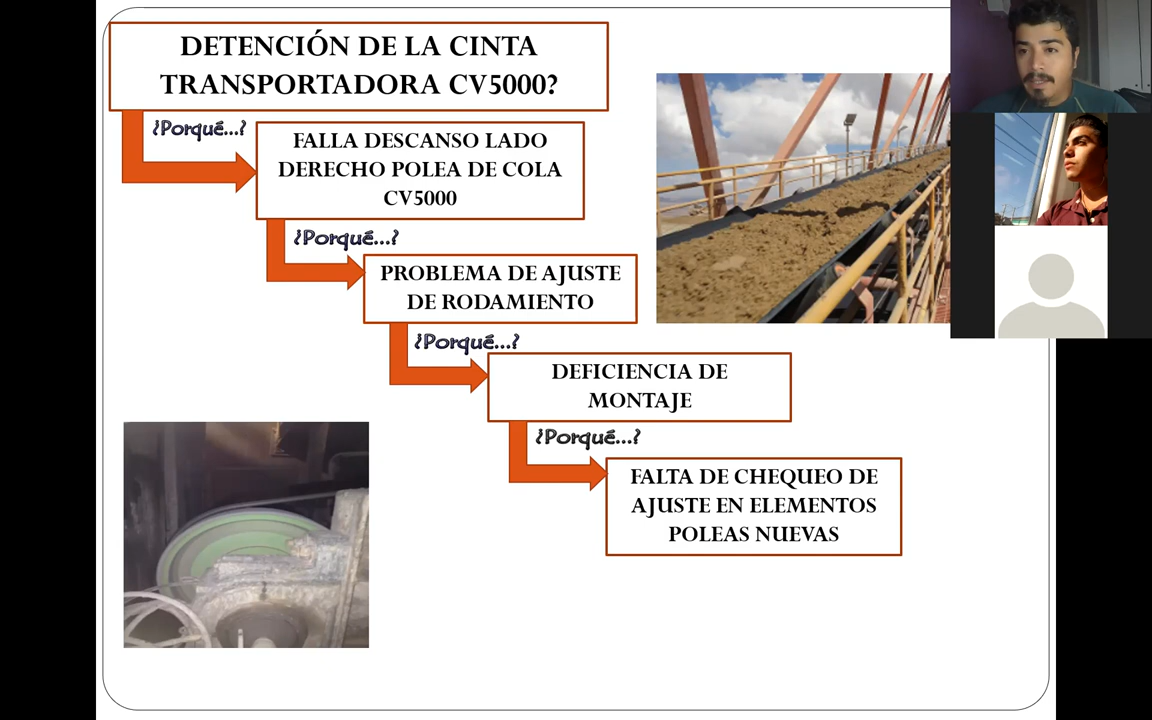 DETENCIÓN DE LA CINTA
TRANSPORTADORA CV5000?
¿Porqué...?
FALLA DESCANSO LADO
DERECHO POLEA DE COLA
CV5000
¿Porqué...?
PROBLEMA DE AJUSTE
DE RODAMIENTO
¿Porqué...?
DEFICIENCIA DE
MONTAJE
¿Porqué...?
FALTA DE CHEQUEO DE
AJUSTE EN ELEMENTOS
POLEAS NUEVAS